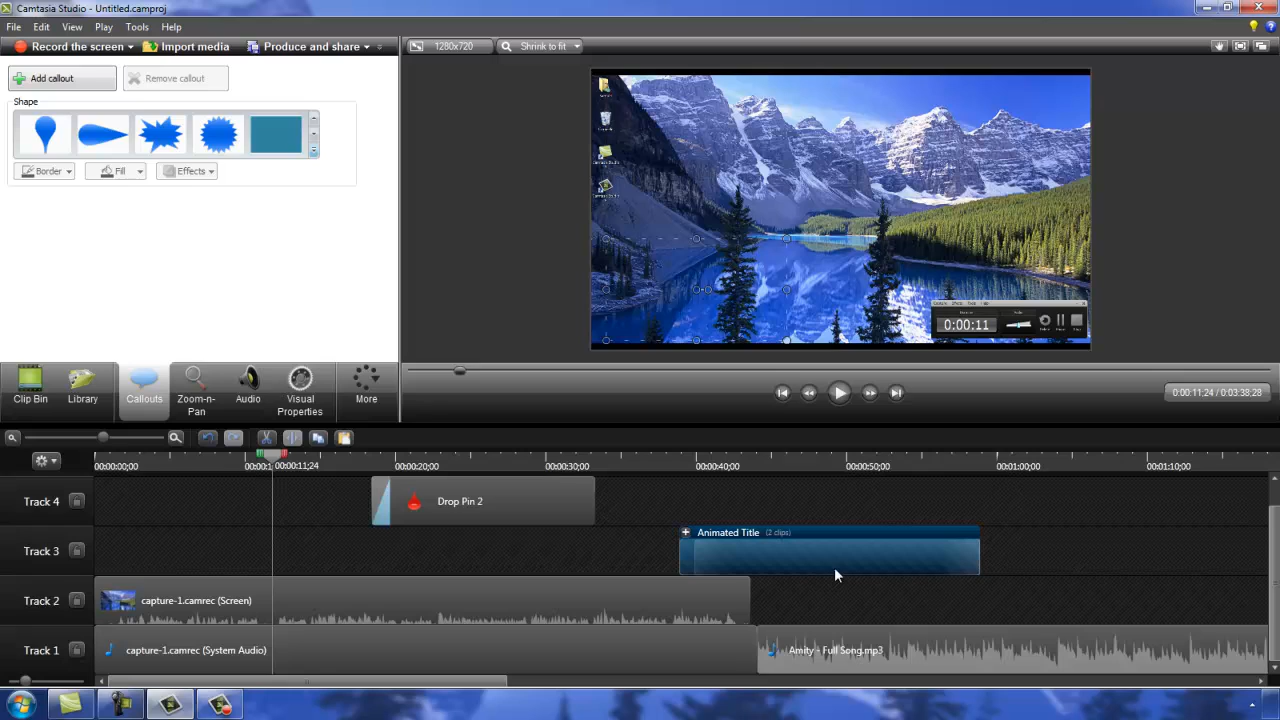 Camtasia Studio - Untitled.camproj
File Edit View Play Tools Help
Record the screen Import media Produce and share
1280x720 Shrink to fit
Add callout Remove callout
Shape
Border Fill Effects
0:00:11
Clip Bin Library Callouts Zoom-n-Pan Audio Visual Properties More
0:00:11;24 / 0:03:38;28
00:00:00;00 00:00:1 00:00:11;24 00:00:20;00 00:00:30;00 00:00:40;00 00:00:50;00 00:01:00;00 00:01:10;00
Track 4 Drop Pin 2
Animated Title (2 clips)
Track 3
Track 2 capture-1.camrec (Screen)
Track 1 capture-1.camrec (System Audio) Amity - Full Song.mp3